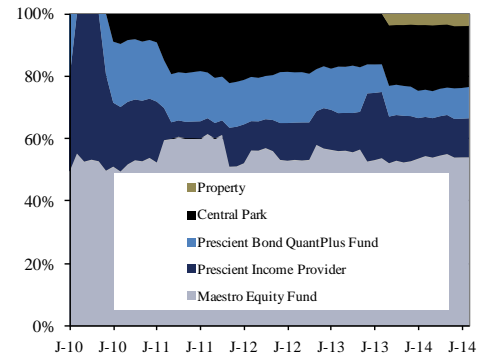 100%
80%
60%
40%
20%
0%
Property
Central Park
Prescient Bond QuantPlus Fund
Prescient Income Provider
Maestro Equity Fund
J-10 J-10 J-11 J-11 J-12 J-12 J-13 J-13 J-14 J-14